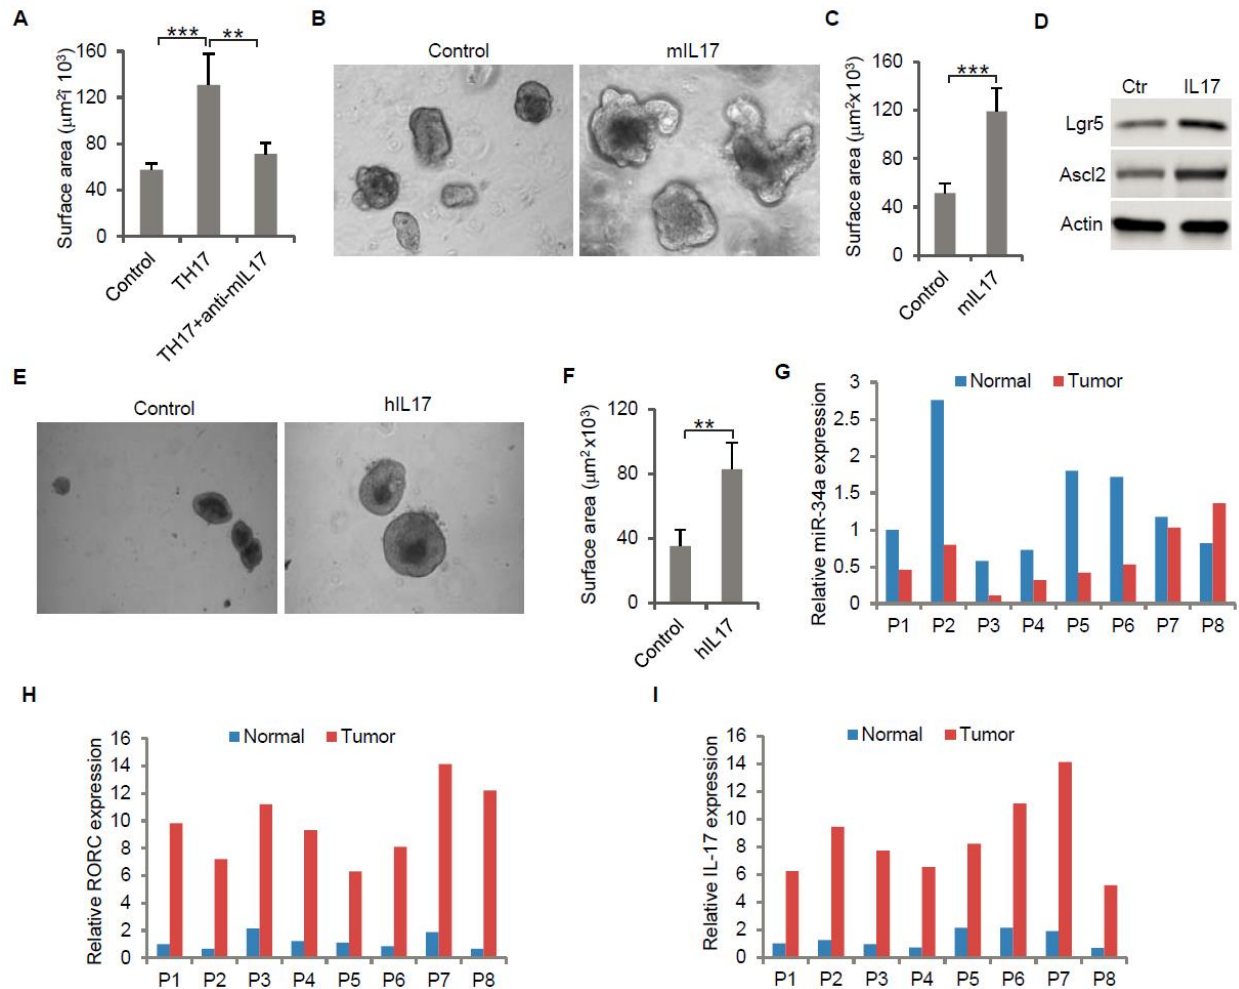 A
Surface area (µm²ĺ 10³)
160
120
80
40
0
***
**
Control
TH17
TH17+anti-mIL17
B
Control
mIL17
C
Surface area (µm²x10³)
160
120
80
40
0
***
Control
mIL17
D
Ctr
IL17
Lgr5
Ascl2
Actin
E
Control
hIL17
F
Surface area (µm² x10³)
120
80
40
0
**
Control
hIL17
G
Relative miR-34a expression
Normal
Tumor
3
2.5
2
1.5
1
0.5
0
P1 P2 P3 P4 P5 P6 P7 P8
H
Relative RORC expression
Normal
Tumor
16
14
12
10
8
6
4
2
0
P1 P2 P3 P4 P5 P6 P7 P8
I
Relative IL-17 expression
Normal
Tumor
16
14
12
10
8
6
4
2
0
P1 P2 P3 P4 P5 P6 P7 P8